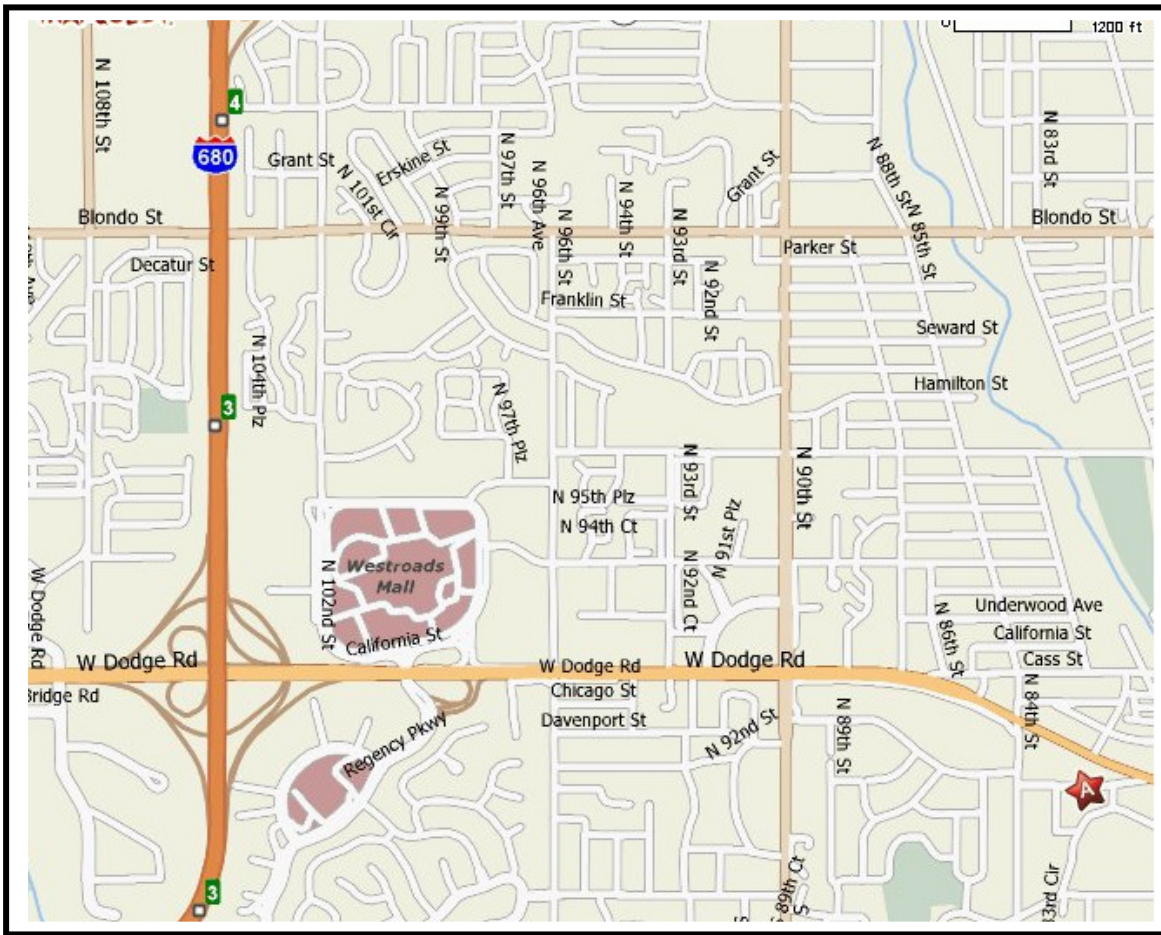 0
1200 ft
N 108th St
4
N 83rd St
680
Grant St
Erskine St
N 97th St
N 88th St
Grant St
N 101st Cir
N 96th Ave
N 94th St
N 99th St
N 93rd St
N 85th St
Blondo St
Blondo St
N 96th St
Parker St
Decatur St
N 92nd St
Franklin St
Seward St
N 104th Plz
Hamilton St
3
N 97th Plz
N 93rd St
N 90th St
N 95th Plz
N 94th Ct
N 91st Plz
Westroads
Mall
W Dodge Rd
N 102nd St
N 92nd Ct
N 86th St
Underwood Ave
California St
California St
W Dodge Rd
W Dodge Rd
W Dodge Rd
Cass St
Bridge Rd
Chicago St
N 84th St
Davenport St
N 92nd St
N 89th St
Regency Pkwy
A
3
S 89th Ct
S
83rd Cir